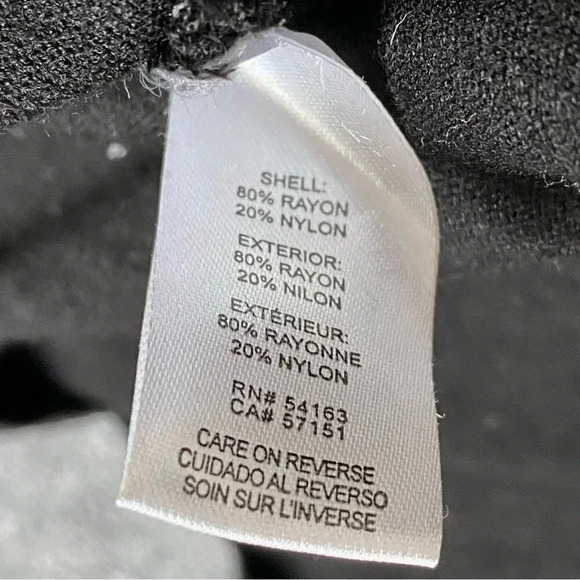 SHELL:
80% RAYON
20% NYLON
EXTERIOR:
80% RAYON
20% NILON
EXTÉRIEUR:
80% RAYONNE
20% NYLON
RN# 54163
CA# 57151
CARE ON REVERSE
CUIDADO AL REVERSO
SOIN SUR L'INVERSE